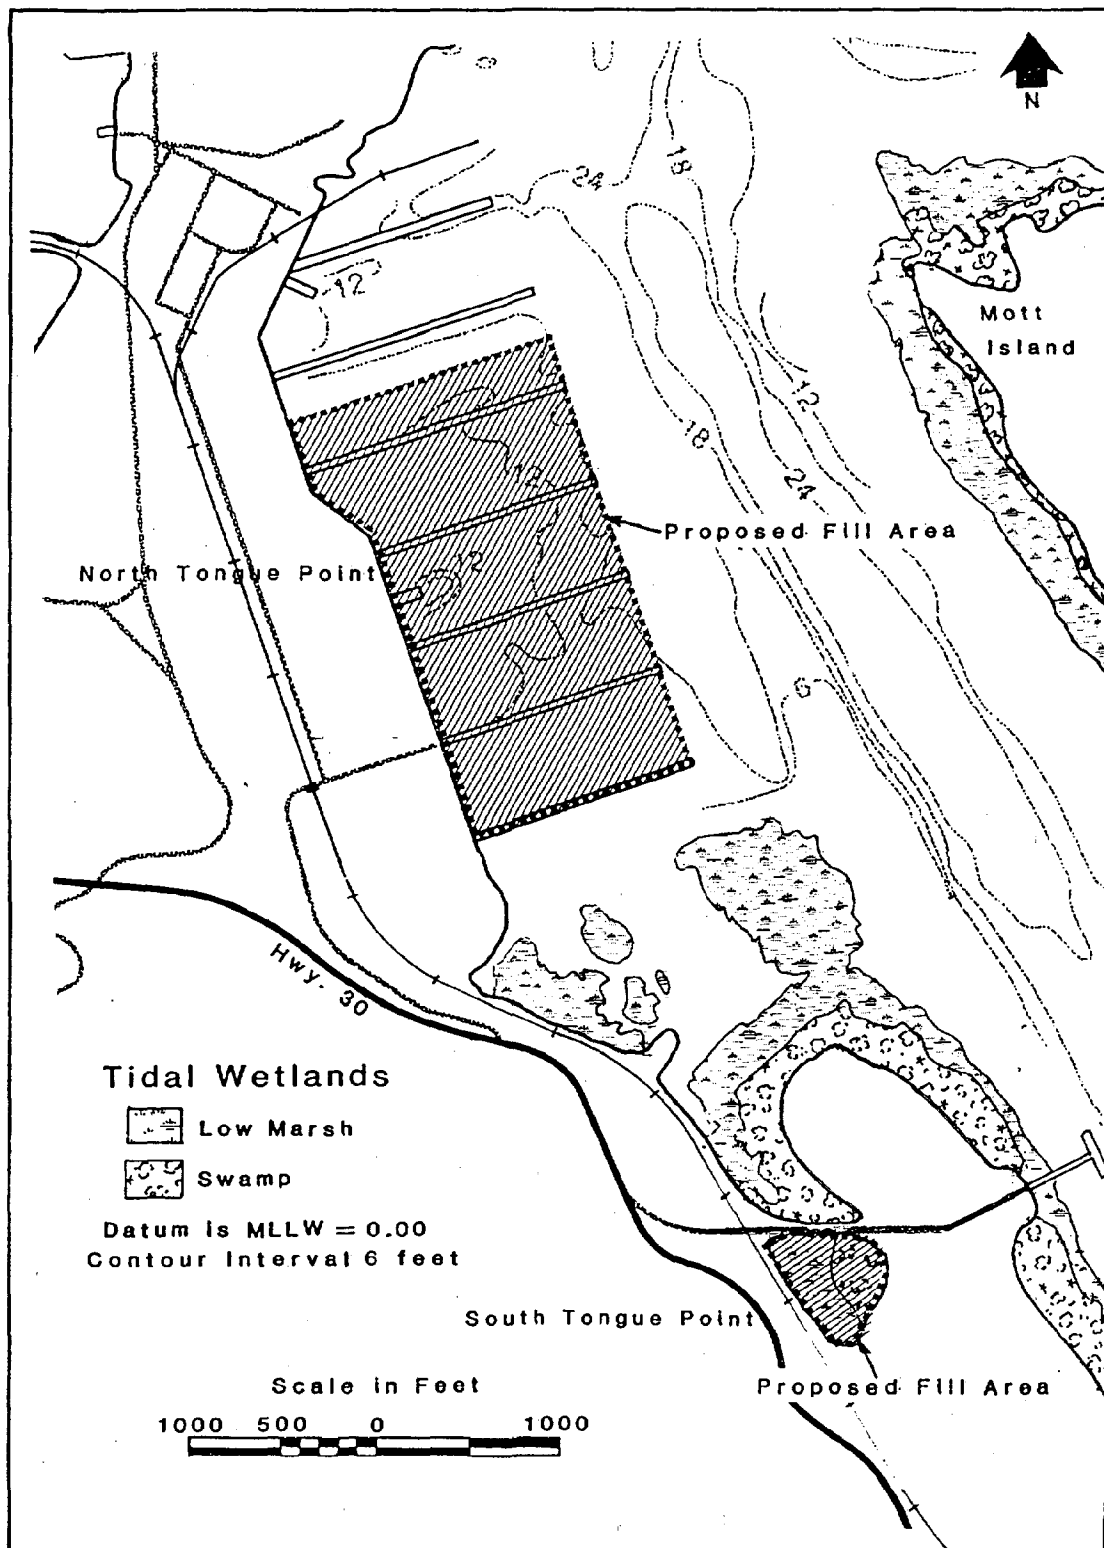 N
24
18
12
Mott
Island
12
18
12
24
Proposed Fill Area
12
North Tongue Point
6
Hwy. 30
Tidal Wetlands
Low Marsh
Swamp
Datum is MLLW = 0.00
Contour Interval 6 feet
South Tongue Point
Proposed Fill Area
Scale in Feet
1000 500 0 1000